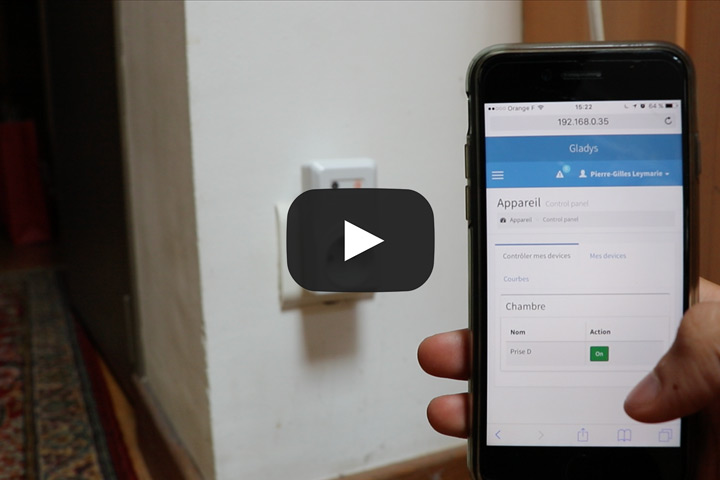 Orange F 15:22 64 %
192.168.0.35
Gladys
Pierre-Gilles Leymarie
Appareil Control panel
Appareil Control panel
Contrôler mes devices Mes devices
Courbes
Chambre
Nom Action
Prise D On